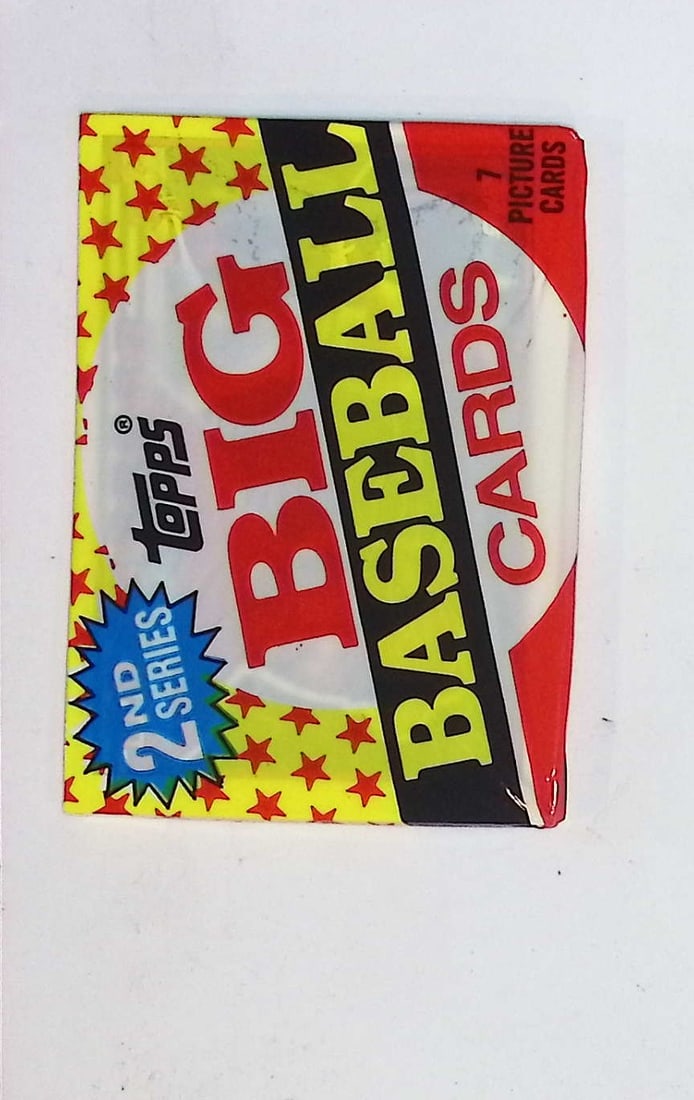 TOPPS®
BIG
BASEBALL
CARDS
2ND
SERIES
7
PICTURE
CARDS